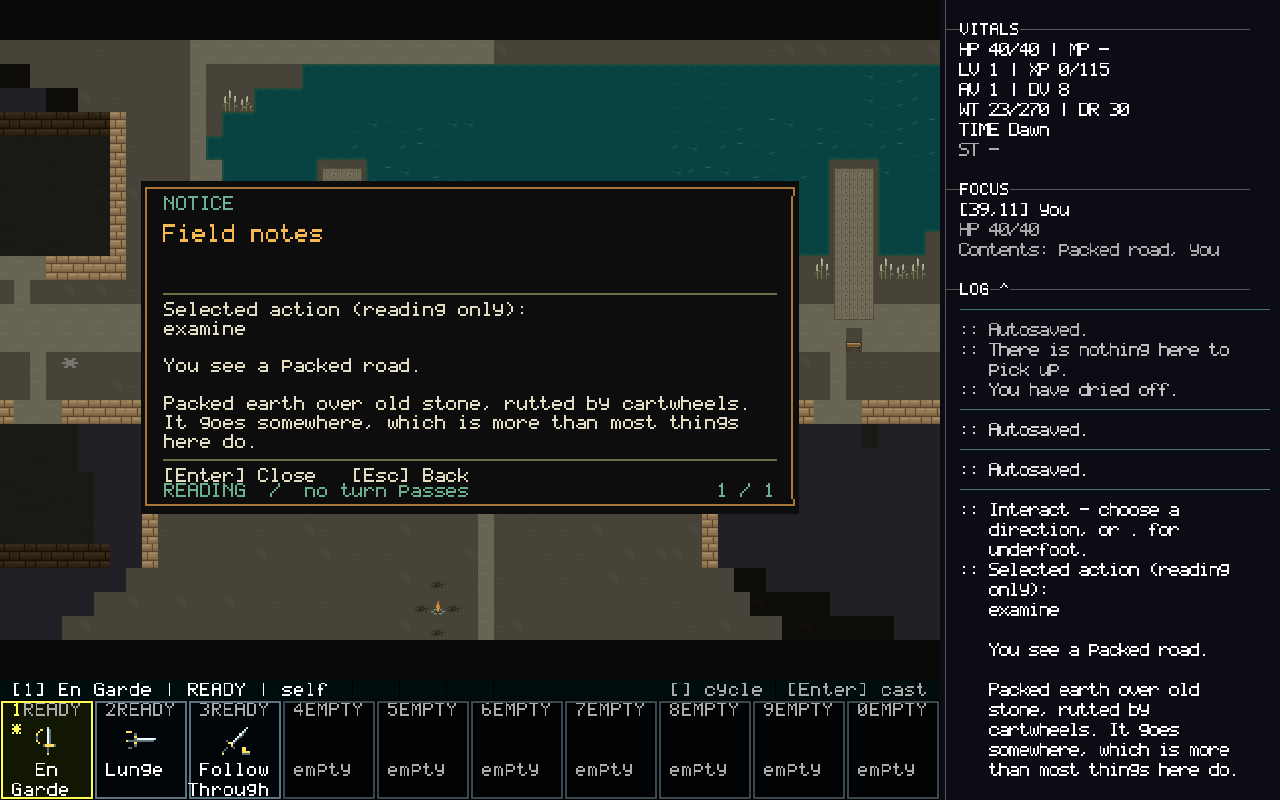 NOTICE
Field notes
Selected action (reading only):
examine
You see a Packed road.
Packed earth over old stone, rutted by cartwheels.
It goes somewhere, which is more than most things
here do.
[Enter] Close [Esc] Back
READING / no turn Passes 1 / 1
[1] En Garde | READY | self [] cycle [Enter] cast
1READY 2READY 3READY 4EMPTY 5EMPTY 6EMPTY 7EMPTY 8EMPTY 9EMPTY 0EMPTY
*
En Garde
Lunge
Follow Through
empty empty empty empty empty empty empty
VITALS
HP 40/40 | MP -
LV 1 | XP 0/115
AV 1 | DV 8
WT 23/270 | DR 30
TIME Dawn
ST -
FOCUS
[39,11] You
HP 40/40
Contents: Packed road, You
LOG ^
:: Autosaved.
:: There is nothing here to
Pick up.
:: You have dried off.
:: Autosaved.
:: Autosaved.
:: Interact - choose a
direction, or . for
underfoot.
:: Selected action (reading
only):
examine
You see a Packed road.
Packed earth over old
stone, rutted by
cartwheels. It goes
somewhere, which is more
than most things here do.